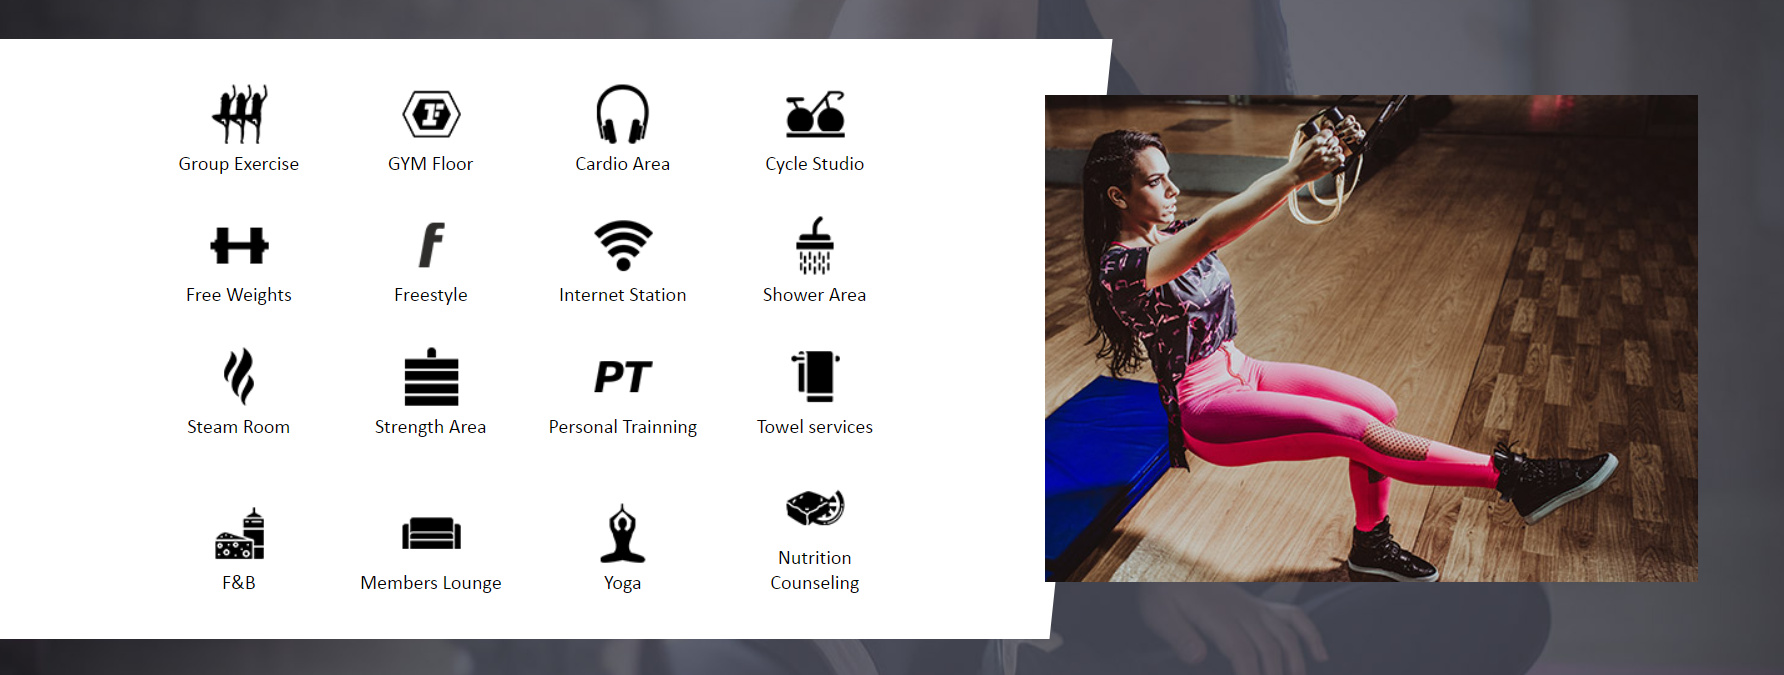 Group Exercise
GYM Floor
Cardio Area
Cycle Studio
Free Weights
f
Freestyle
Internet Station
Shower Area
Steam Room
Strength Area
PT
Personal Trainning
Towel services
F&B
Members Lounge
Yoga
Nutrition
Counseling